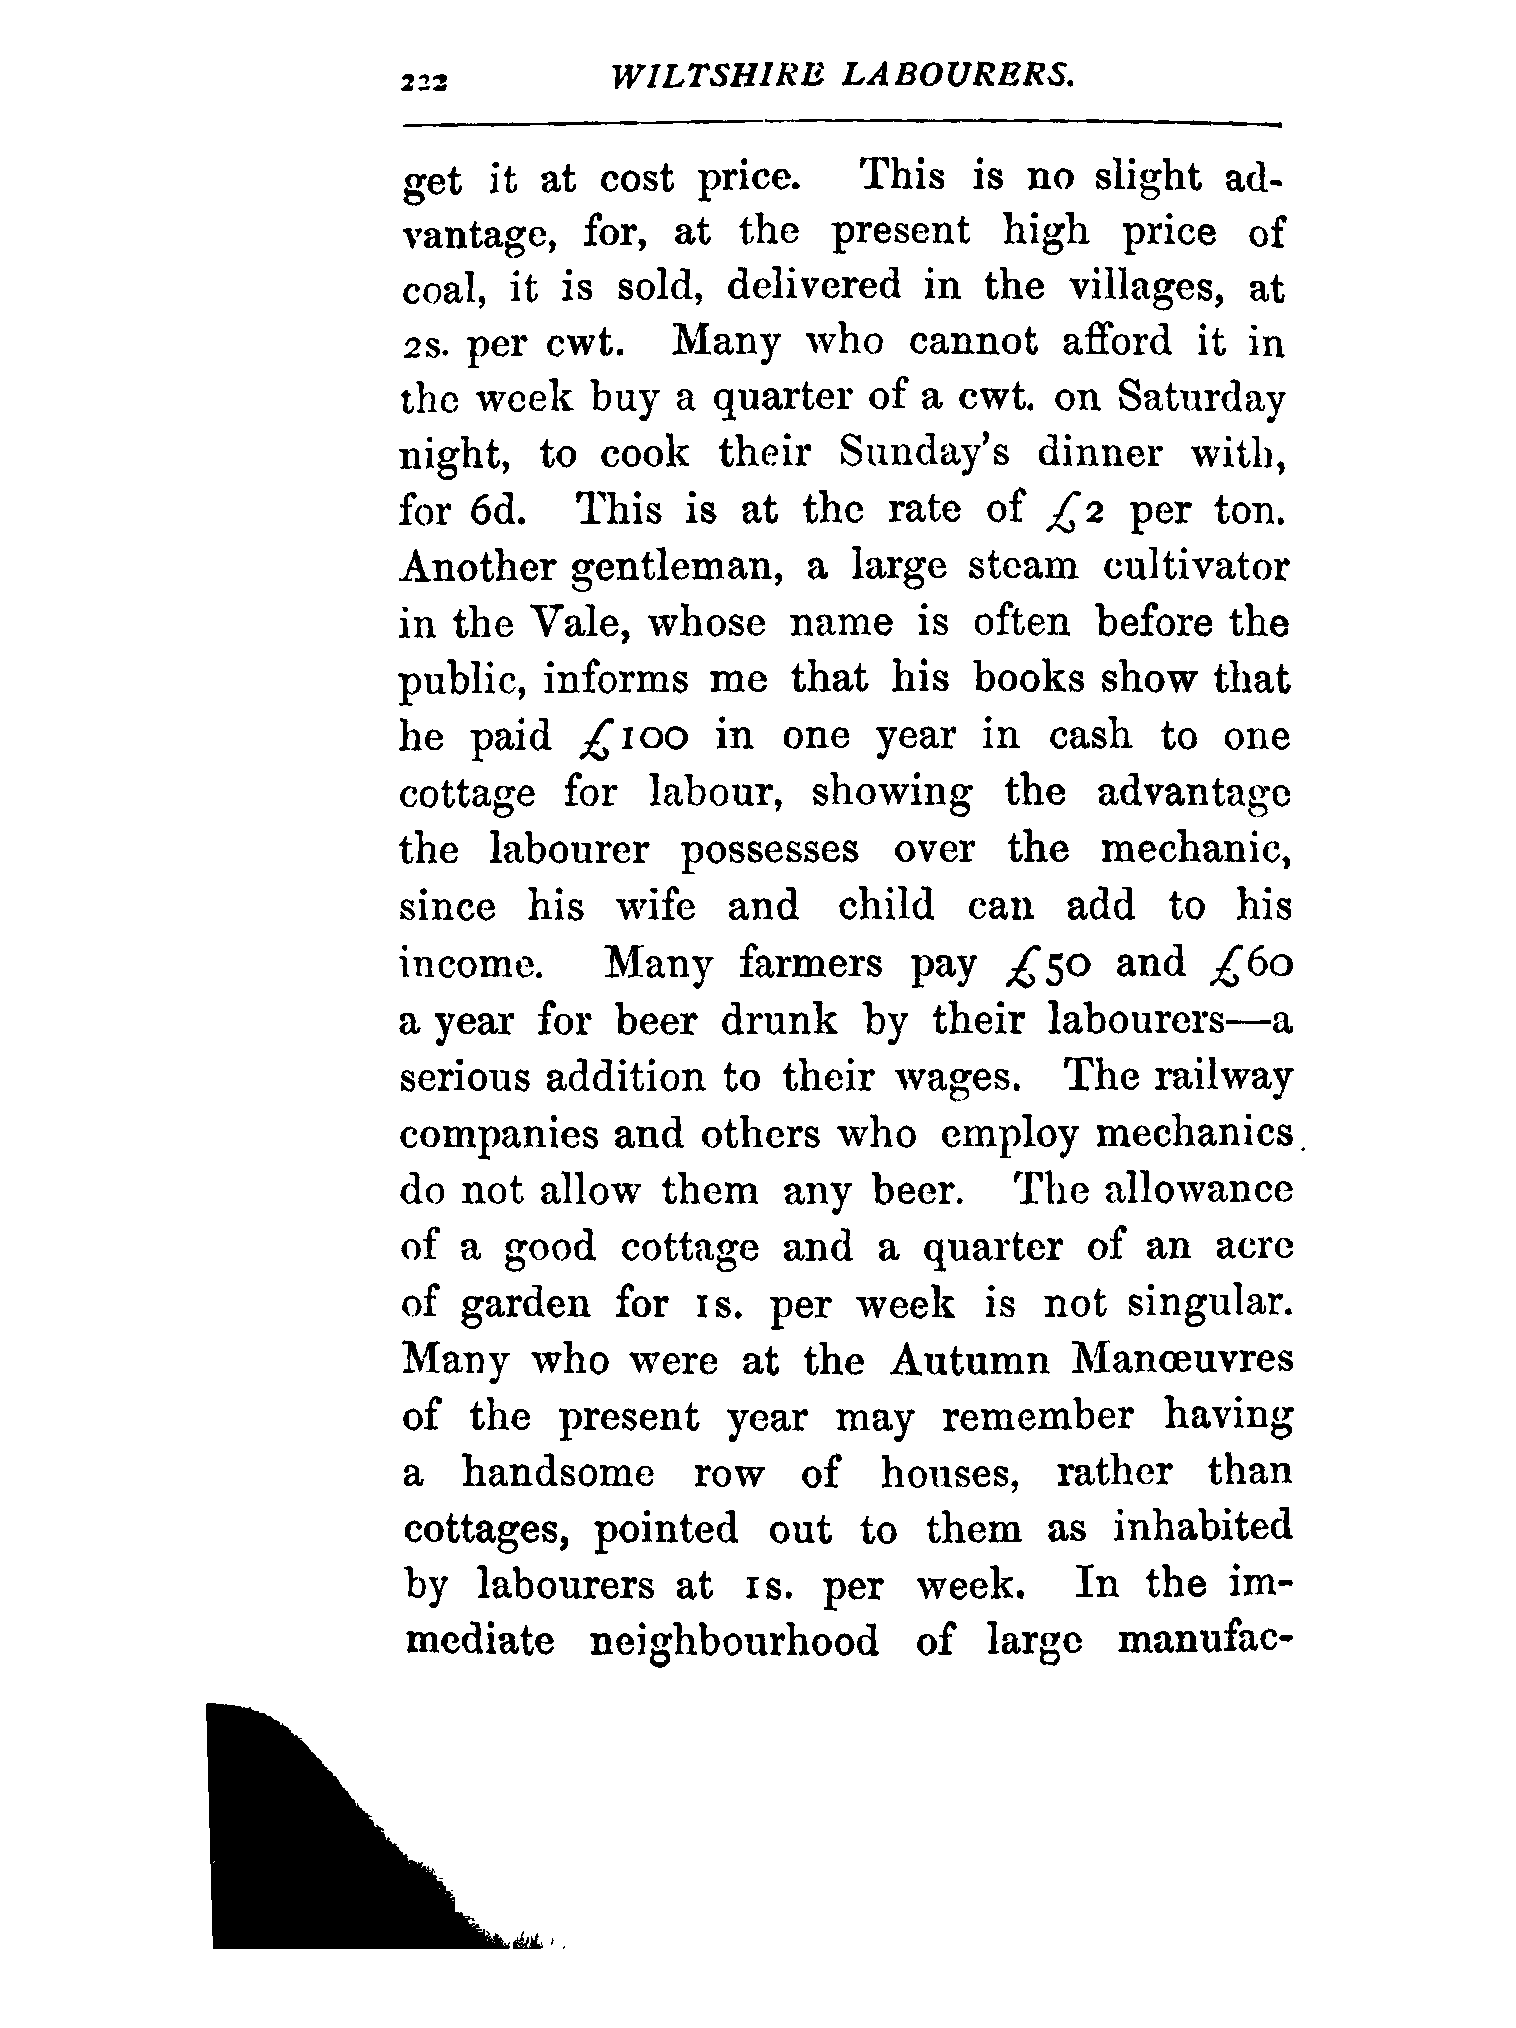 222 WILTSHIRE LABOURERS.
get it at cost price. This is no slight ad-
vantage, for, at the present high price of
coal, it is sold, delivered in the villages, at
2s. per cwt. Many who cannot afford it in
the week buy a quarter of a cwt. on Saturday
night, to cook their Sunday's dinner with,
for 6d. This is at the rate of £2 per ton.
Another gentleman, a large steam cultivator
in the Vale, whose name is often before the
public, informs me that his books show that
he paid £100 in one year in cash to one
cottage for labour, showing the advantage
the labourer possesses over the mechanic,
since his wife and child can add to his
income. Many farmers pay £50 and £60
a year for beer drunk by their labourers—a
serious addition to their wages. The railway
companies and others who employ mechanics.
do not allow them any beer. The allowance
of a good cottage and a quarter of an acre
of garden for 1s. per week is not singular.
Many who were at the Autumn Manœuvres
of the present year may remember having
a handsome row of houses, rather than
cottages, pointed out to them as inhabited
by labourers at 1s. per week. In the im-
mediate neighbourhood of large manufac-